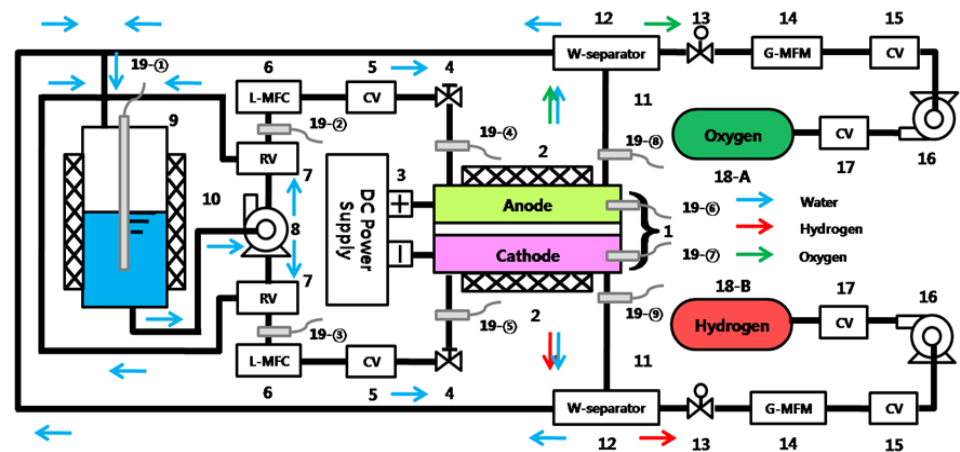 12
13
14
15
W-separator
G-MFM
CV
19-①
6
5
4
L-MFC
CV
9
19-②
19-④
11
19-⑧
Oxygen
CV
16
RV
2
17
7
3
18-A
10
DC Power
Supply
+
Anode
19-⑥
Water
8
1
Hydrogen
−
Cathode
19-⑦
Oxygen
7
RV
18-B
17
16
19-③
19-⑤
2
19-⑨
Hydrogen
CV
L-MFC
CV
11
6
5
4
W-separator
G-MFM
CV
12
13
14
15